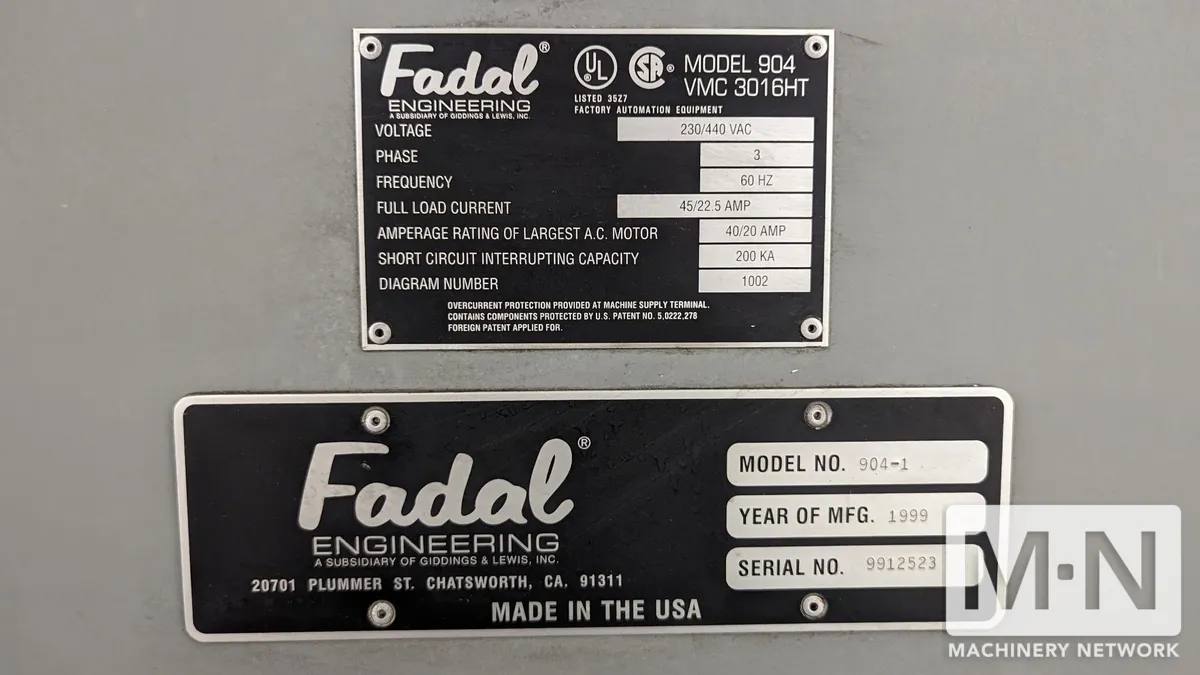 Fadal®
ENGINEERING
A SUBSIDIARY OF GIDDINGS & LEWIS, INC.
UL
LISTED 35Z7
FACTORY AUTOMATION EQUIPMENT
SA®
MODEL 904
VMC 3016HT
VOLTAGE 230/440 VAC
PHASE 3
FREQUENCY 60 HZ
FULL LOAD CURRENT 45/22.5 AMP
AMPERAGE RATING OF LARGEST A.C. MOTOR 40/20 AMP
SHORT CIRCUIT INTERRUPTING CAPACITY 200 KA
DIAGRAM NUMBER 1002
OVERCURRENT PROTECTION PROVIDED AT MACHINE SUPPLY TERMINAL.
CONTAINS COMPONENTS PROTECTED BY U.S. PATENT NO. 5,0222,278
FOREIGN PATENT APPLIED FOR.
Fadal®
ENGINEERING
A SUBSIDIARY OF GIDDINGS & LEWIS, INC.
20701 PLUMMER ST. CHATSWORTH, CA. 91311
MADE IN THE USA
MODEL NO. 904-1
YEAR OF MFG. 1999
SERIAL NO. 9912523
M·N
MACHINERY NETWORK